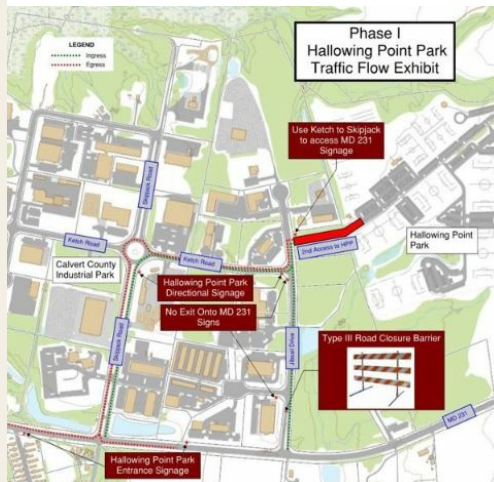 Phase I
Hallowing Point Park
Traffic Flow Exhibit
LEGEND
Ingress
Egress
Use Ketch to Skipjack
to access MD 231
Signage
Skipjack Road
2nd Access to HPP
Hallowing Point
Park
Ketch Road
Ketch Road
Calvert County
Industrial Park
Hallowing Point Park
Directional Signage
No Exit Onto MD 231
Signs
Skipjack Road
Type III Road Closure Barrier
MD 231
Hallowing Point Park
Entrance Signage